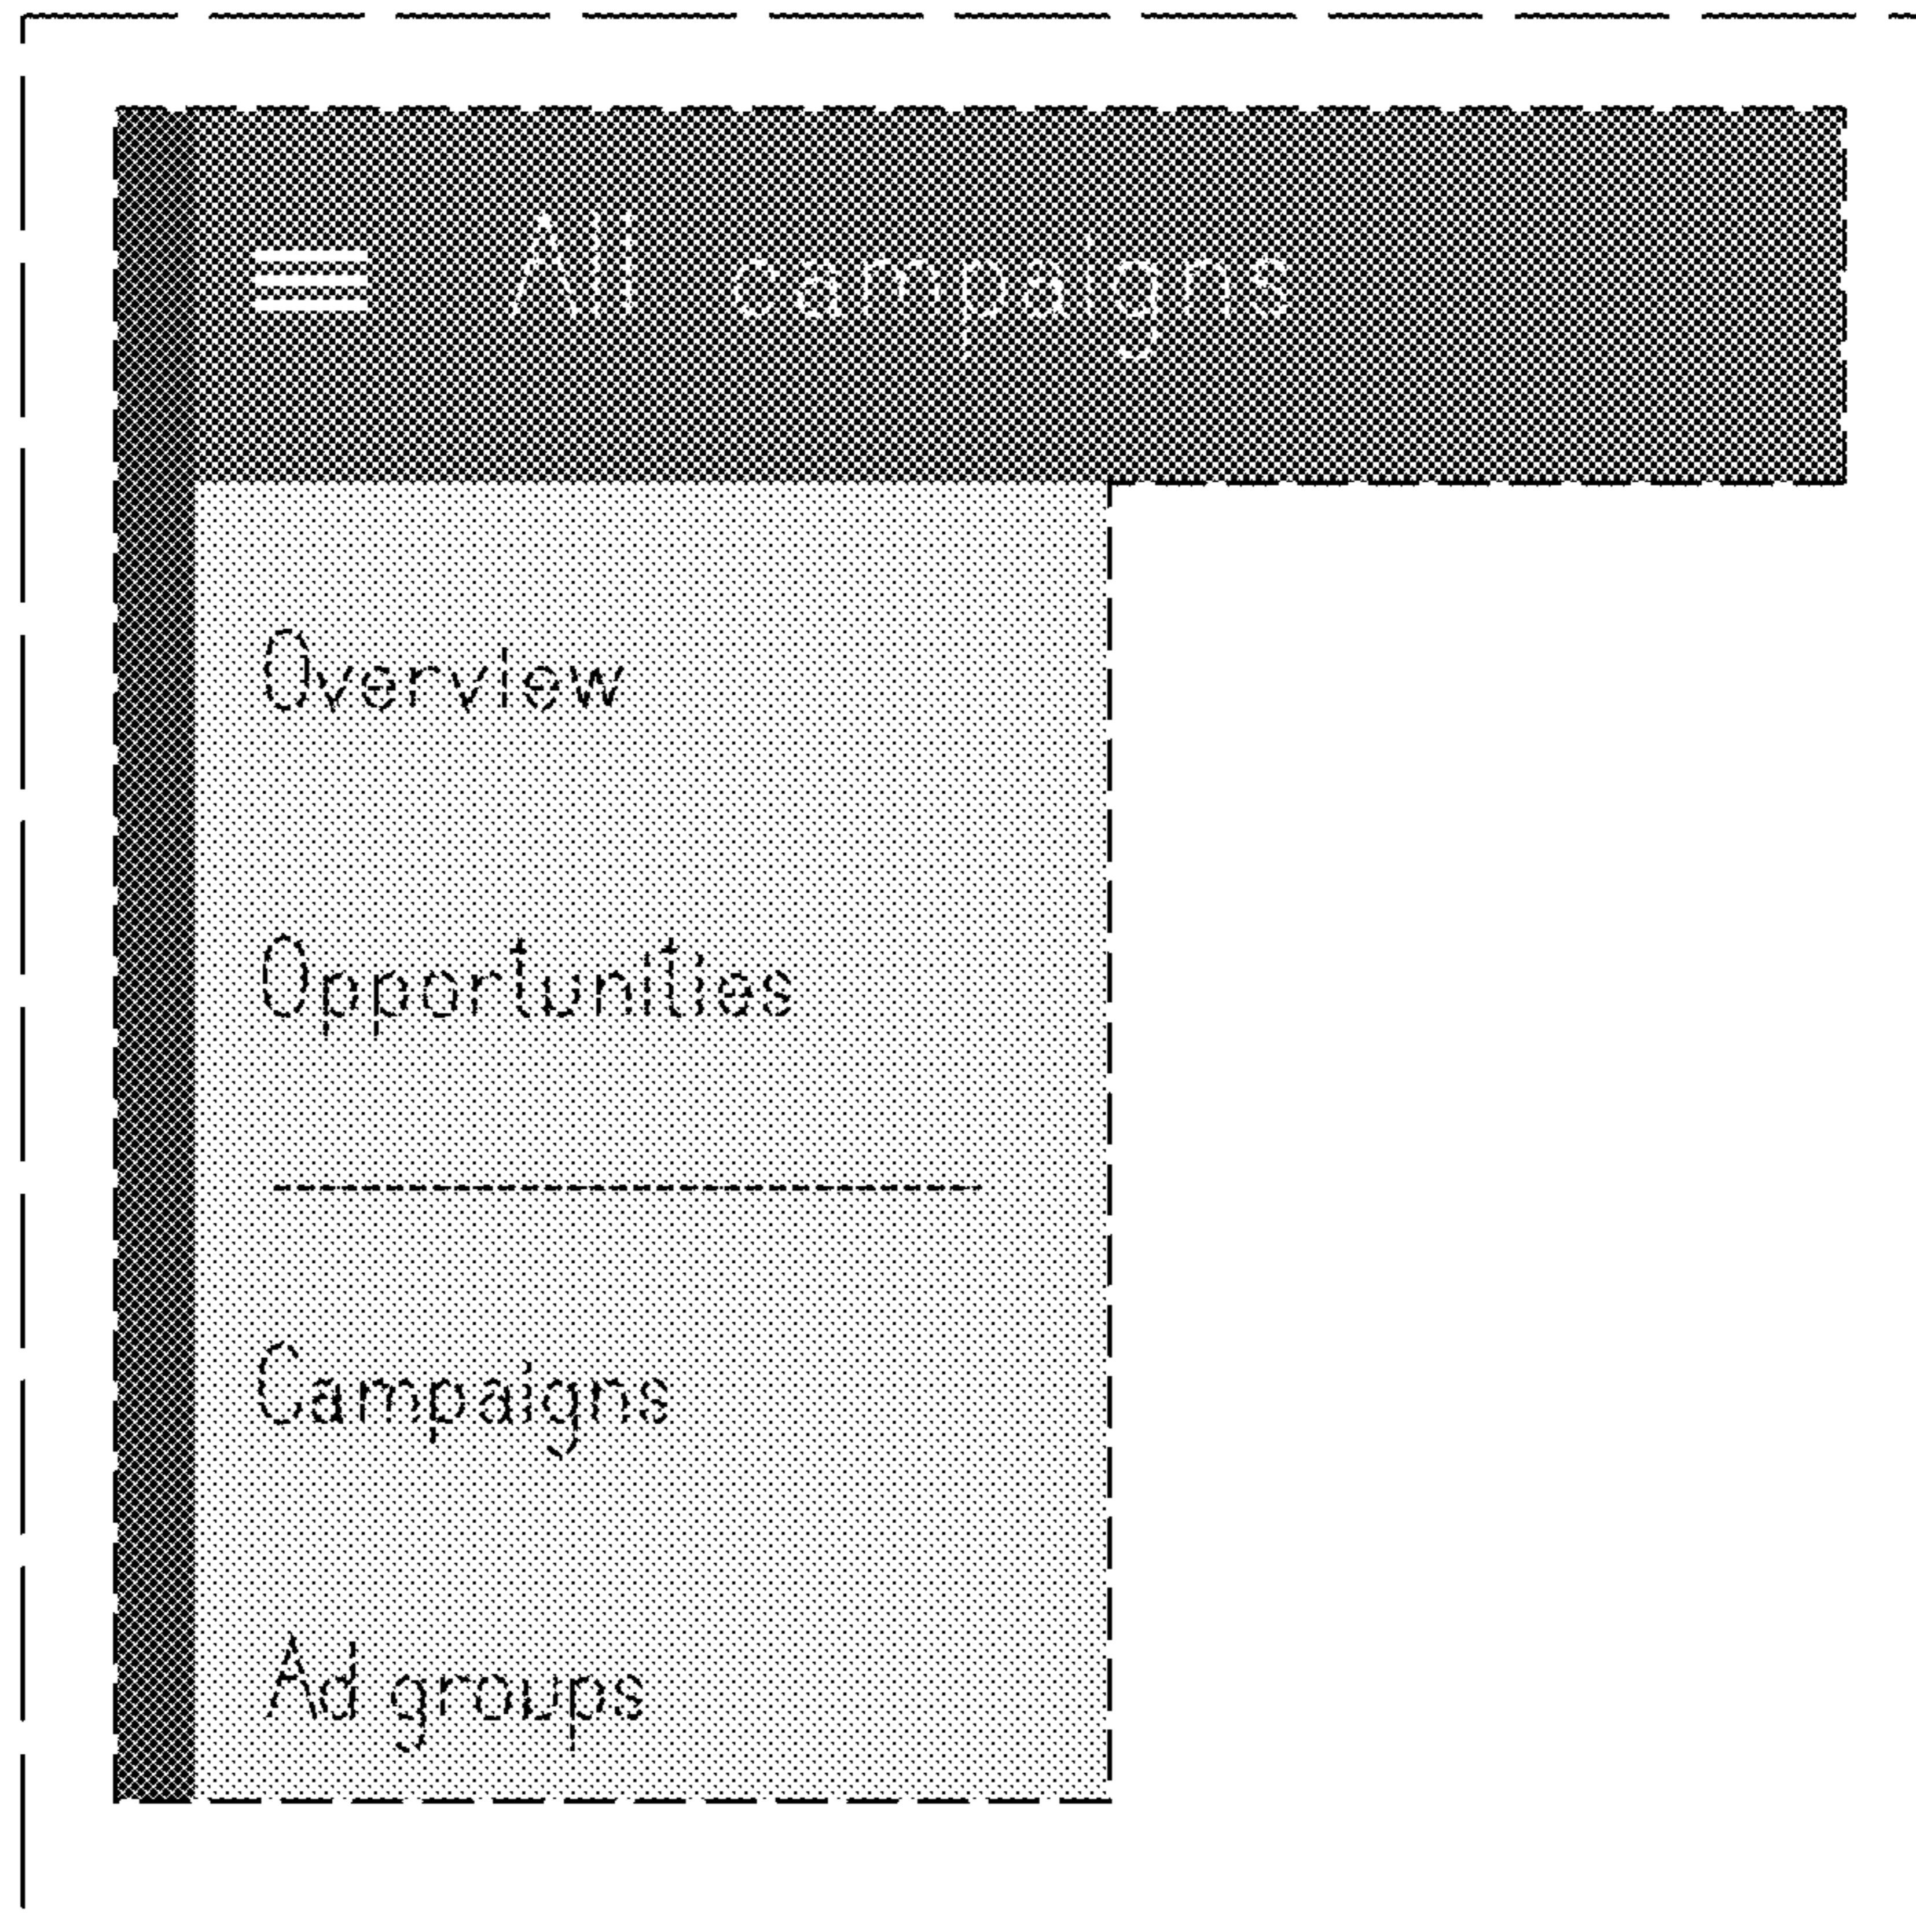 All campaigns
Overview
Opportunities
Campaigns
Ad groups